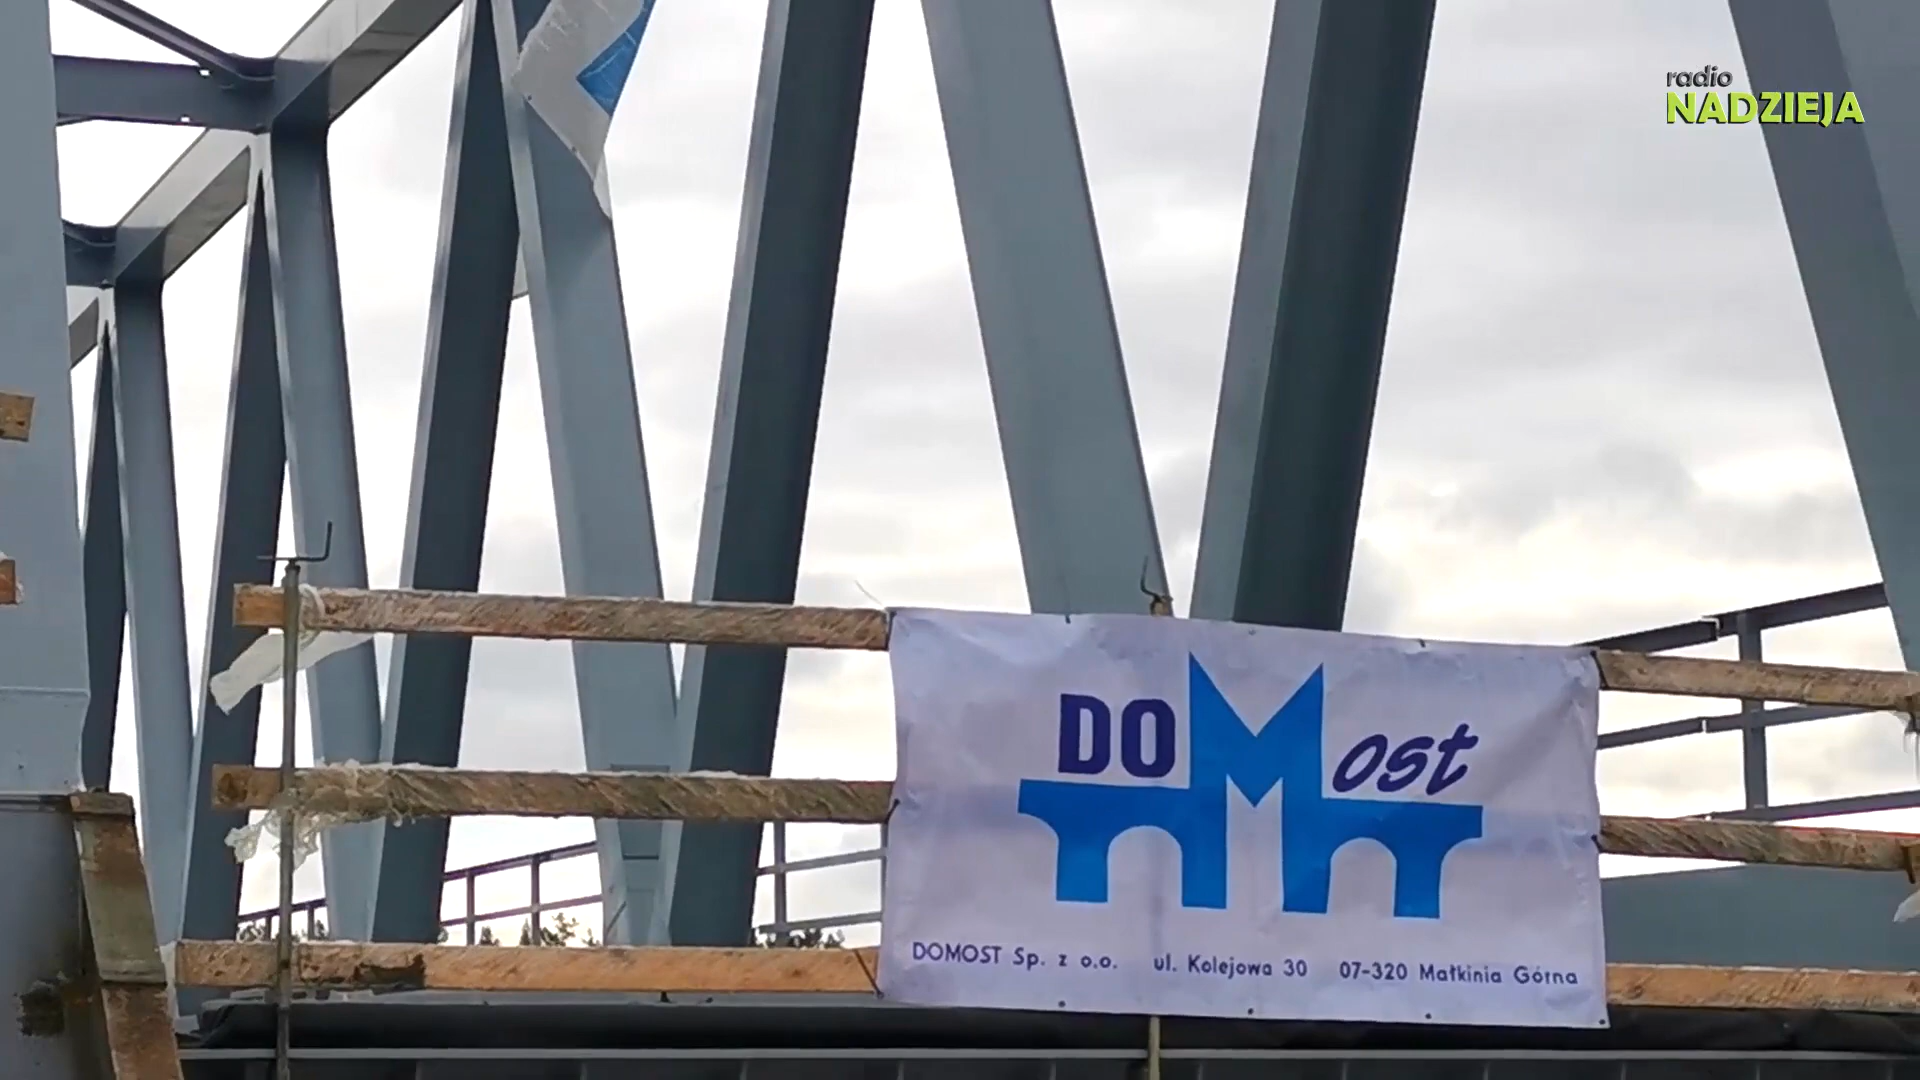 radio
NADZIEJA
DOMost
DOMOST Sp. z o.o. ul. Kolejowa 30 07-320 Małkinia Górna